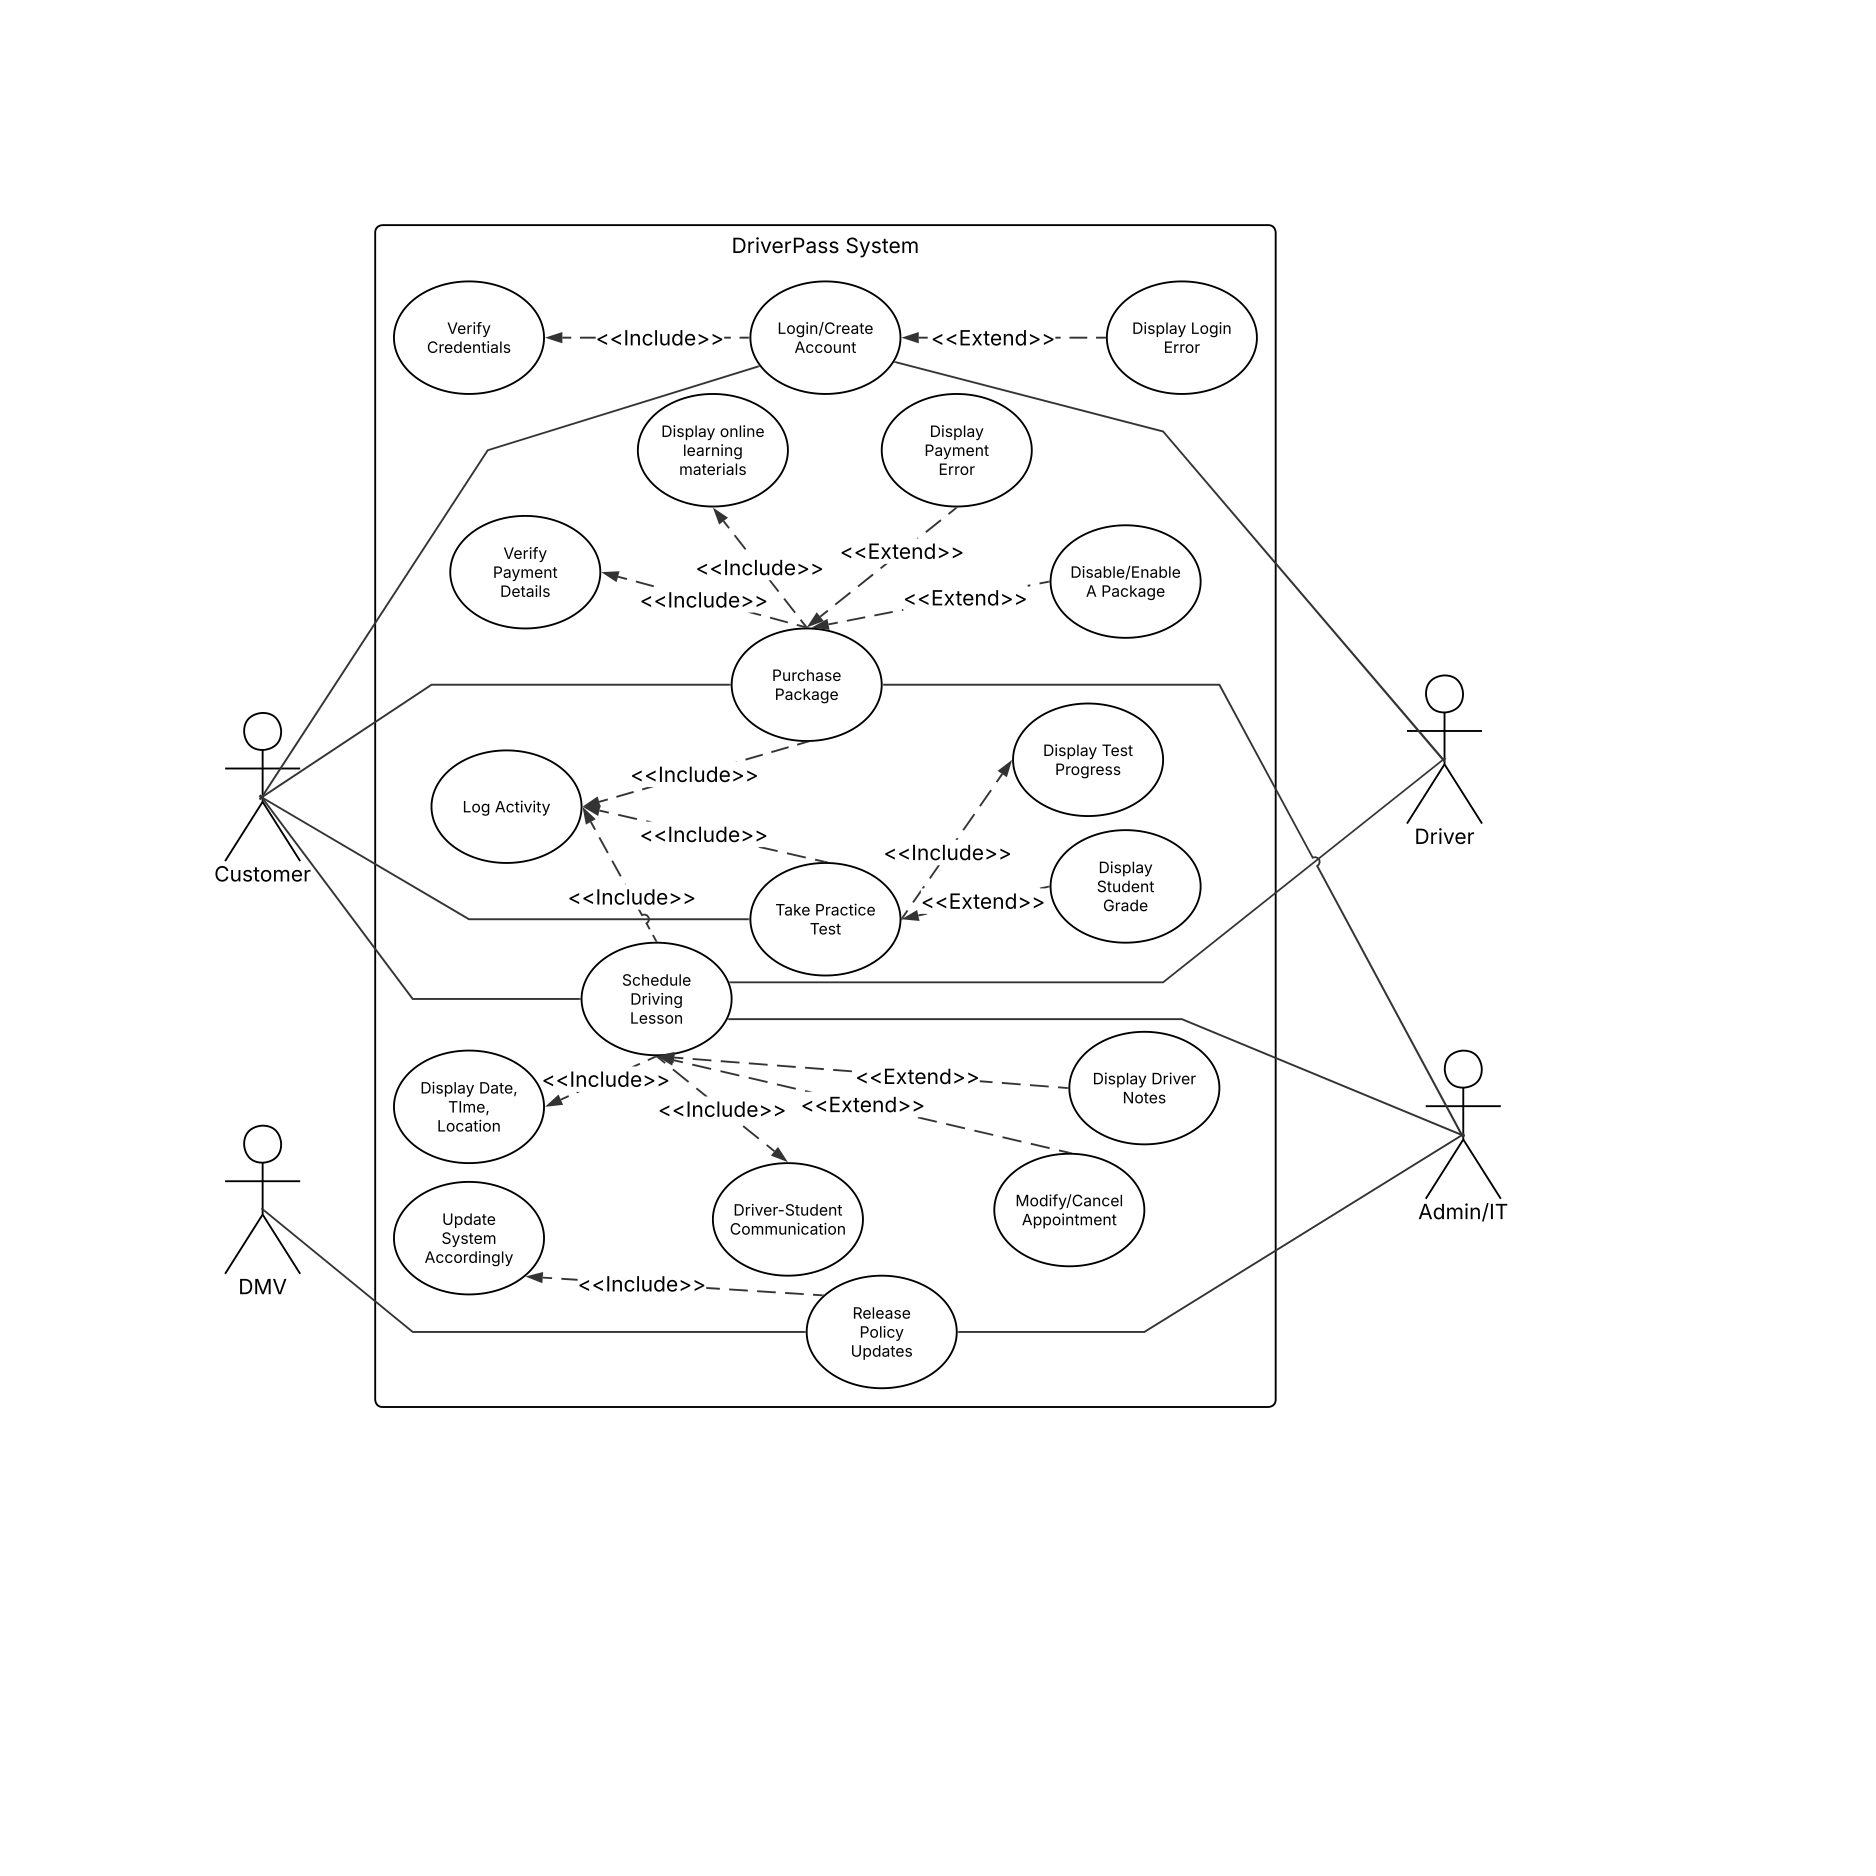 DriverPass System
Verify
Credentials
<<Include>>
Login/Create
Account
<<Extend>>
Display Login
Error
Display online
learning
materials
Display
Payment
Error
Verify
Payment
Details
<<Include>>
<<Include>>
<<Extend>>
<<Extend>>
Disable/Enable
A Package
Purchase
Package
<<Include>>
Log Activity
<<Include>>
<<Include>>
Display Test
Progress
<<Include>>
<<Extend>>
Display
Student
Grade
Take Practice
Test
Customer
Driver
Schedule
Driving
Lesson
Display Date,
TIme,
Location
<<Include>>
<<Include>>
<<Extend>>
<<Extend>>
Display Driver
Notes
Driver-Student
Communication
Modify/Cancel
Appointment
Admin/IT
Update
System
Accordingly
<<Include>>
DMV
Release
Policy
Updates